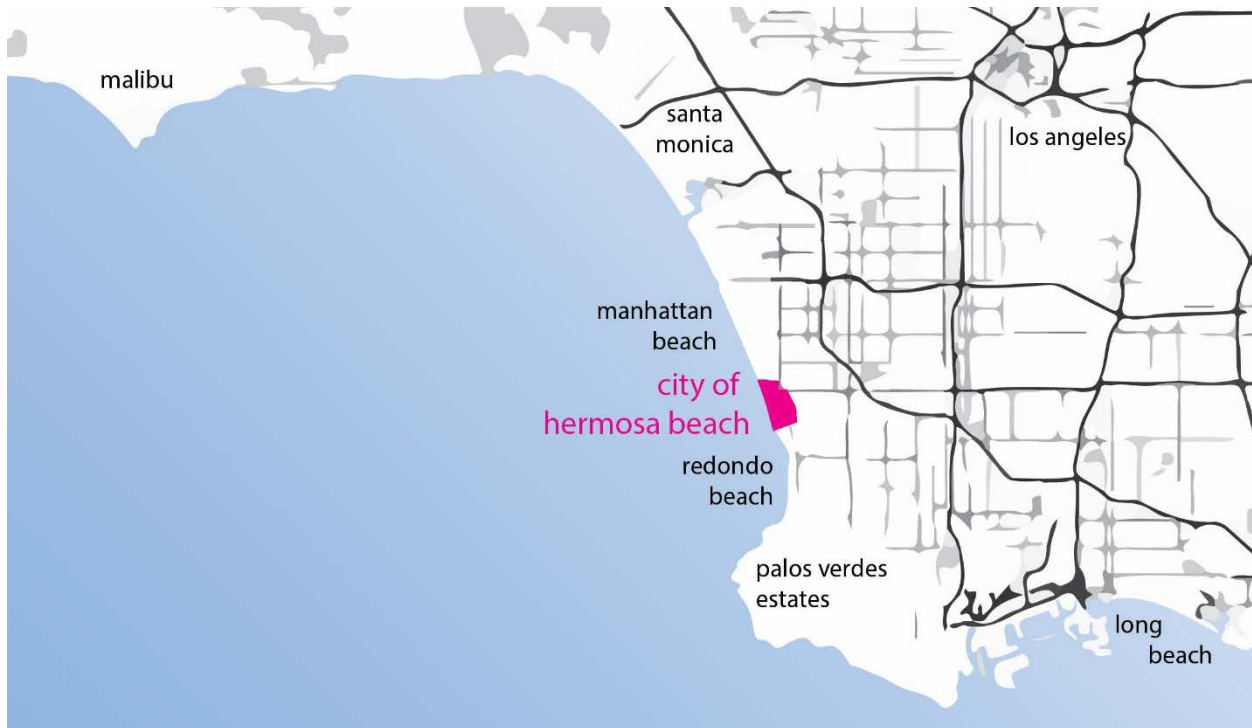 malibu
santa
monica
los angeles
manhattan
beach
city of
hermosa beach
redondo
beach
palos verdes
estates
long
beach